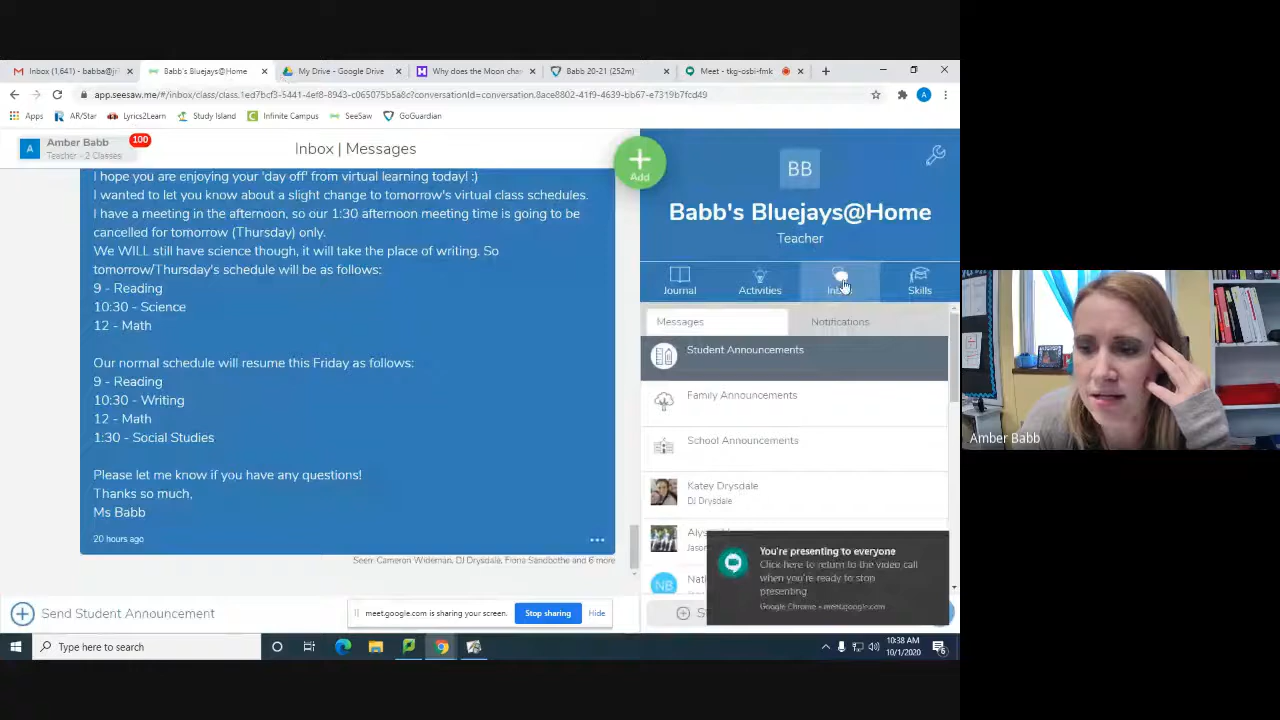 Inbox (1,641) - babba@jr
Babb's Bluejays@Home
My Drive - Google Drive
Why does the Moon cha
Babb 20-21 (252m)
Meet - tkg-osbi-fmk
app.seesaw.me/#/inbox/class/class.1ed7bcf3-5441-4ef8-8943-c065075b5a8c?conversationId=conversation.8ace8802-41f9-4639-bb67-e7319b7fcd49
Apps
AR/Star
Lyrics2Learn
Study Island
Infinite Campus
SeeSaw
GoGuardian
A
Amber Babb
Teacher - 2 Classes
100
Inbox | Messages
Add
I hope you are enjoying your 'day off' from virtual learning today! :)
I wanted to let you know about a slight change to tomorrow's virtual class schedules.
I have a meeting in the afternoon, so our 1:30 afternoon meeting time is going to be
cancelled for tomorrow (Thursday) only.
We WILL still have science though, it will take the place of writing. So
tomorrow/Thursday's schedule will be as follows:
9 - Reading
10:30 - Science
12 - Math
Our normal schedule will resume this Friday as follows:
9 - Reading
10:30 - Writing
12 - Math
1:30 - Social Studies
Please let me know if you have any questions!
Thanks so much,
Ms Babb
20 hours ago
Seen: Cameron Wideman, DJ Drysdale, Fiona Sandbothe and 6 more
Send Student Announcement
meet.google.com is sharing your screen.
Stop sharing
Hide
BB
Babb's Bluejays@Home
Teacher
Journal
Activities
Skills
Messages
Notifications
Student Announcements
Family Announcements
School Announcements
Katey Drysdale
DJ Drysdale
Jason
NB
You're presenting to everyone
Click here to return to the video call
when you're ready to stop
presenting
Google Chrome • meet.google.com
Type here to search
10:38 AM
10/1/2020
6
Amber Babb